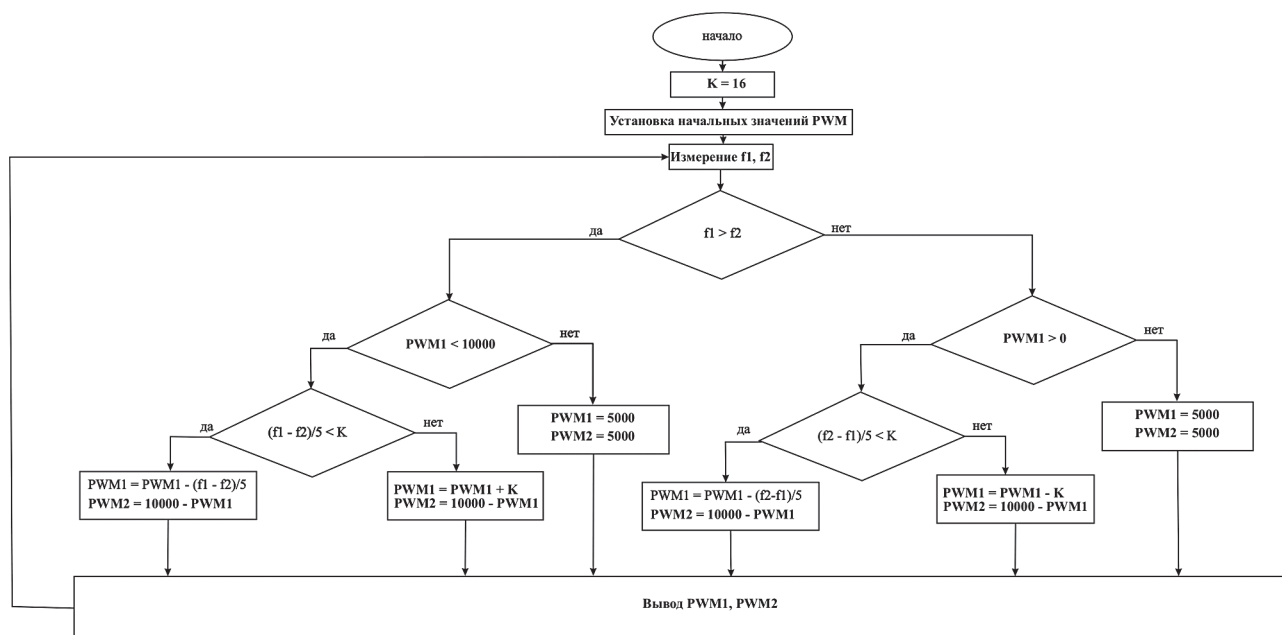 начало
K = 16
Установка начальных значений PWM
Измерение f1, f2
f1 > f2
да
нет
PWM1 < 10000
да
нет
PWM1 > 0
да
нет
(f1 - f2)/5 < K
да
нет
PWM1 = 5000
PWM2 = 5000
(f2 - f1)/5 < K
да
нет
PWM1 = 5000
PWM2 = 5000
PWM1 = PWM1 - (f1 - f2)/5
PWM2 = 10000 - PWM1
PWM1 = PWM1 + K
PWM2 = 10000 - PWM1
PWM1 = PWM1 - (f2-f1)/5
PWM2 = 10000 - PWM1
PWM1 = PWM1 - K
PWM2 = 10000 - PWM1
Вывод PWM1, PWM2